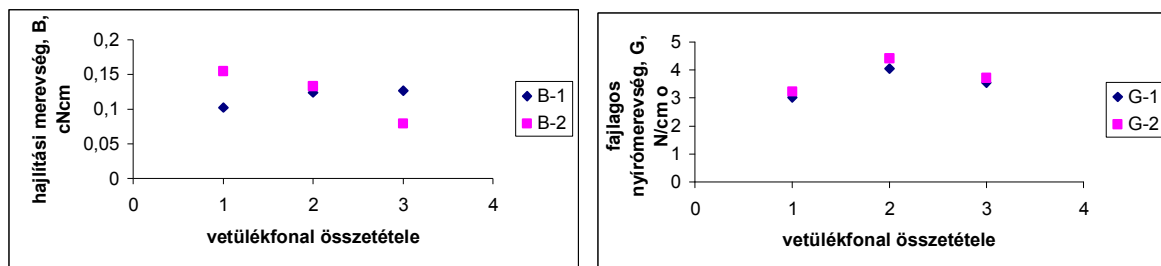 hajlítási merevség, B,
cNcm
0,2
0,15
0,1
0,05
0
0 1 2 3 4
vetülékfonal összetétele
B-1
B-2
fajlagos
nyírómerevség, G,
N/cm o
5
4
3
2
1
0
0 1 2 3 4
vetülékfonal összetétele
G-1
G-2